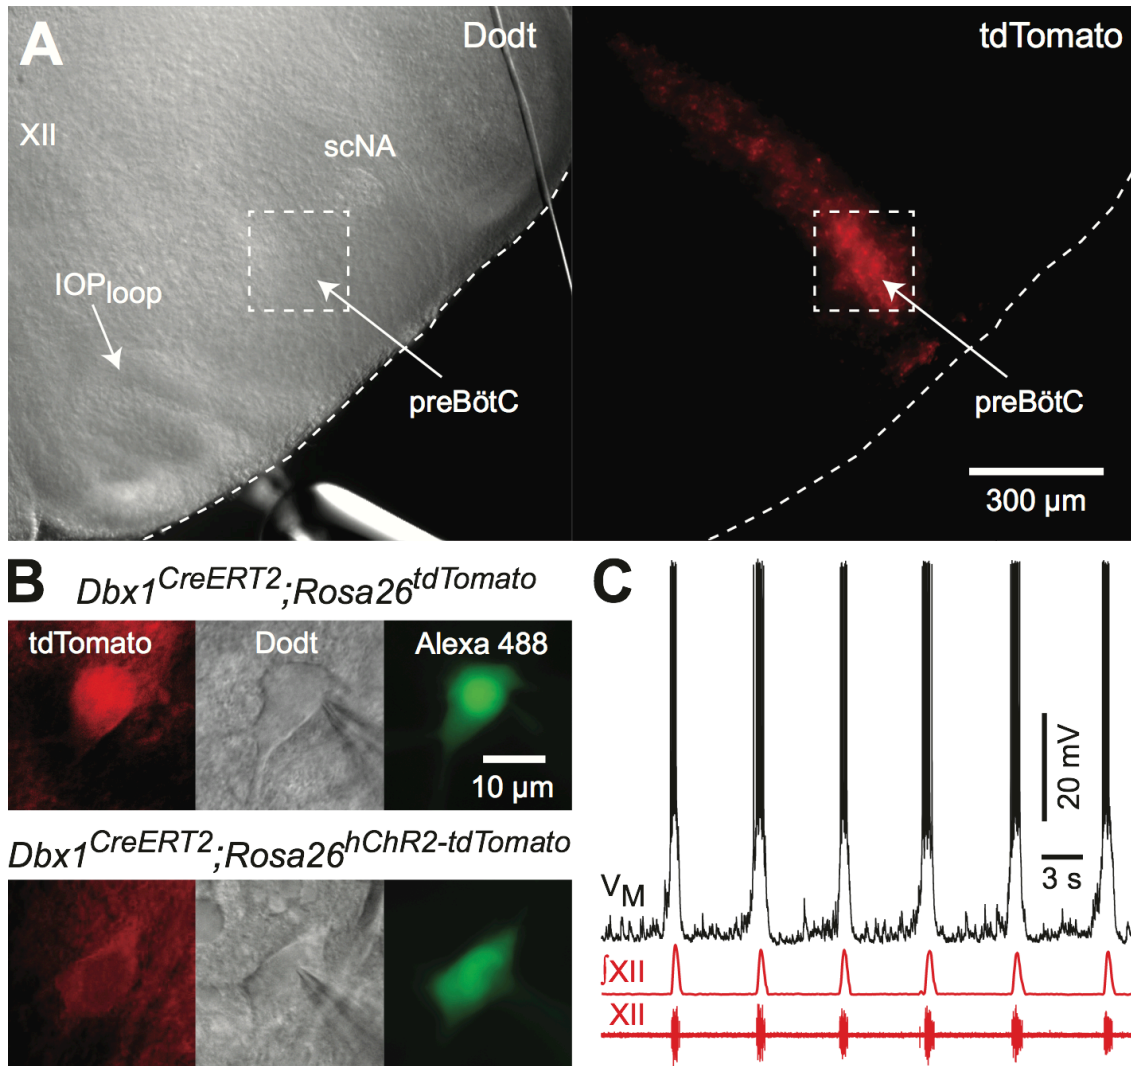 A
Dodt
tdTomato
XII
scNA
IOPloop
preBötC
preBötC
300 µm
B
Dbx1CreERT2;Rosa26tdTomato
tdTomato
Dodt
Alexa 488
10 µm
Dbx1CreERT2;Rosa26hChR2-tdTomato
C
20 mV
3 s
VM
∫XII
XII